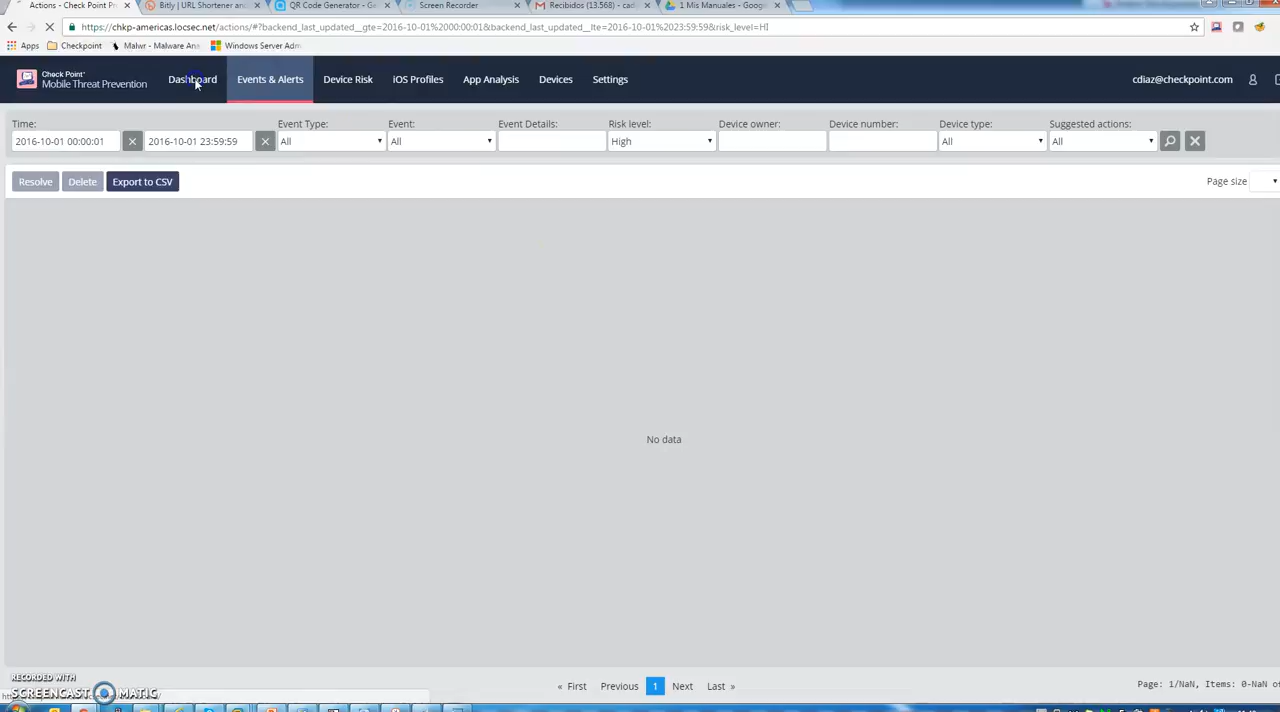 Actions - Check Point Pr
Bitly | URL Shortener an
QR Code Generator - Ge
Screen Recorder
Recibidos (13.568) - cad
1 Mis Manuales - Goog
https://chkp-americas.locsec.net/actions/#?backend_last_updated__gte=2016-10-01%2000:00:01&backend_last_updated__lte=2016-10-01%2023:59:59&risk_level=HI
Apps
Checkpoint
Malwr - Malware Ana
Windows Server Adm
Check Point
Mobile Threat Prevention
Dashboard
Events & Alerts
Device Risk
iOS Profiles
App Analysis
Devices
Settings
cdiaz@checkpoint.com
Time:
Event Type:
Event:
Event Details:
Risk level:
Device owner:
Device number:
Device type:
Suggested actions:
2016-10-01 00:00:01
2016-10-01 23:59:59
All
All
High
All
All
Resolve
Delete
Export to CSV
Page size
No data
« First
Previous
1
Next
Last »
Page: 1/NaN, Items: 0-NaN of
RECORDED WITH
SCREENCAST MATIC